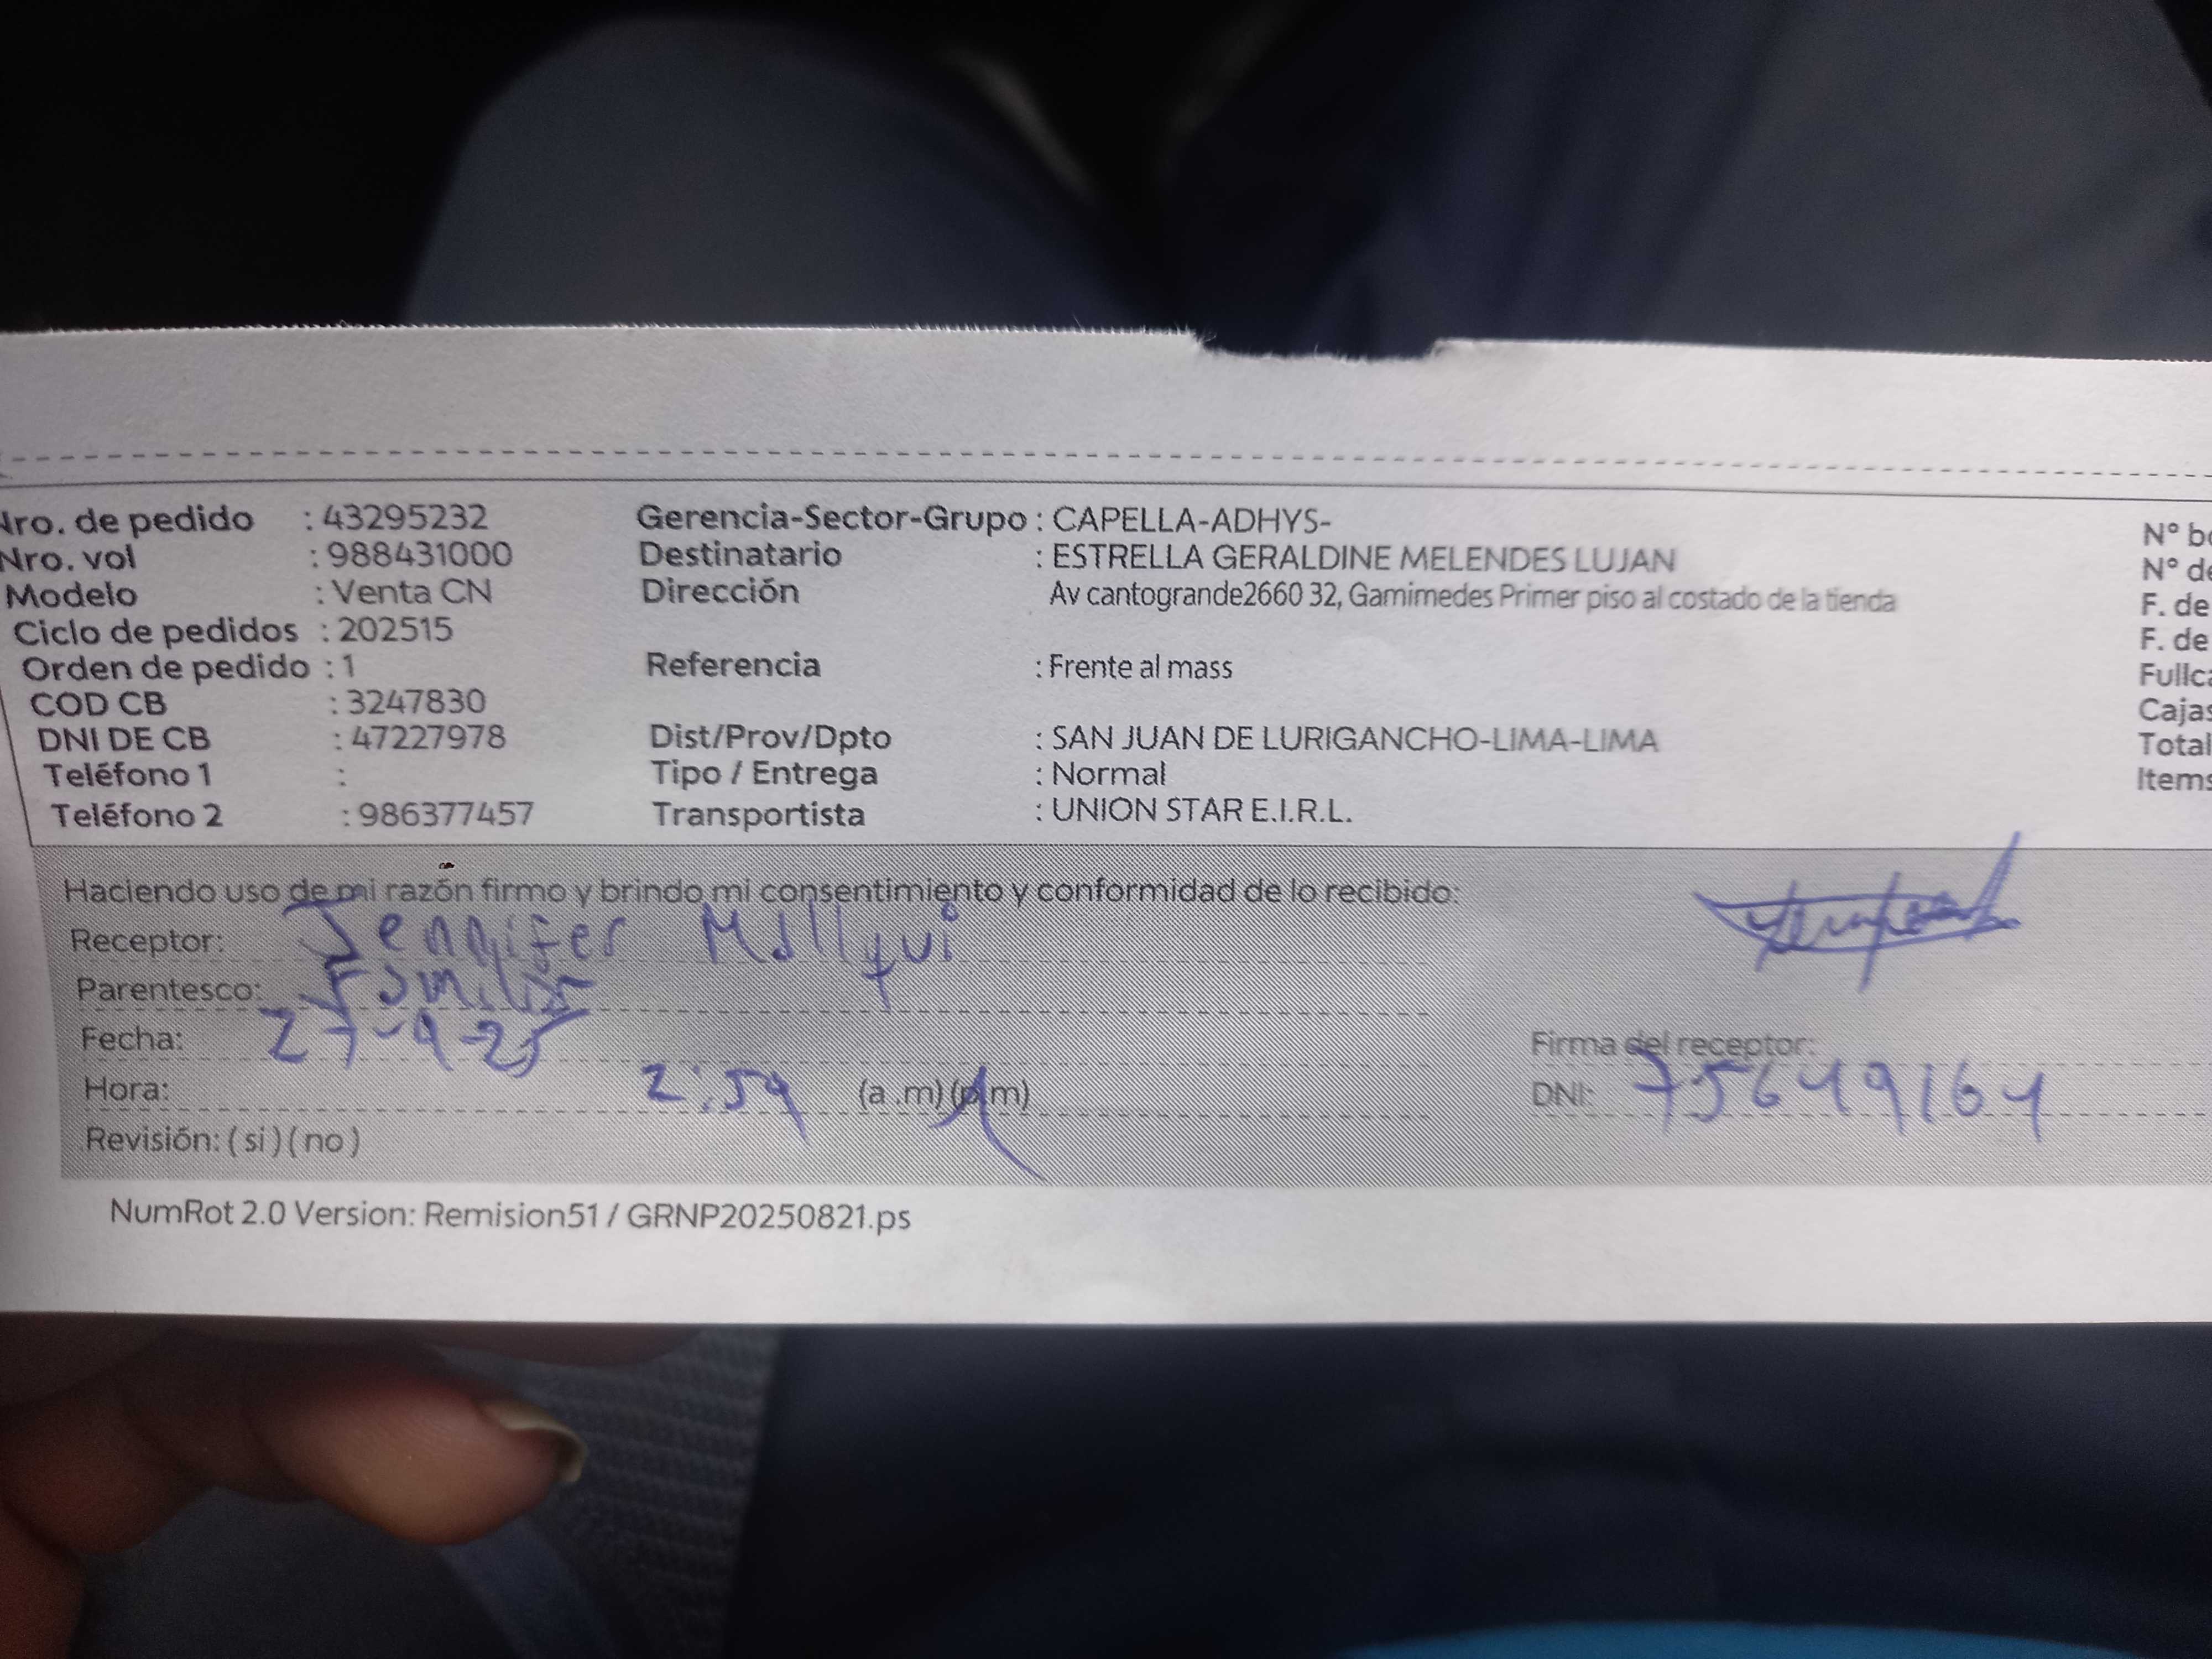 Nro. de pedido : 43295232
Nro. vol : 988431000
Modelo : Venta CN
Ciclo de pedidos : 202515
Orden de pedido : 1
COD CB : 3247830
DNI DE CB : 47227978
Teléfono 1 :
Teléfono 2 : 986377457
Gerencia-Sector-Grupo : CAPELLA-ADHYS-
Destinatario : ESTRELLA GERALDINE MELENDES LUJAN
Dirección Av cantogrande2660 32, Gamimedes Primer piso al costado de la tienda
Referencia : Frente al mass
Dist/Prov/Dpto : SAN JUAN DE LURIGANCHO-LIMA-LIMA
Tipo / Entrega : Normal
Transportista : UNION STAR E.I.R.L.
N°
N°
F. de
F. de
Total
Items
Haciendo uso de mi razón firmo y brindo mi consentimiento y conformidad de lo recibido:
Receptor: Jennifer Mallqui
Parentesco: Familia
Fecha: 27-9-25
Hora: 2:59 (a .m) (p.m)
Revisión: ( si ) ( no )
Firma del receptor:
DNI: 75649164
NumRot 2.0 Version: Remision51 / GRNP20250821.ps